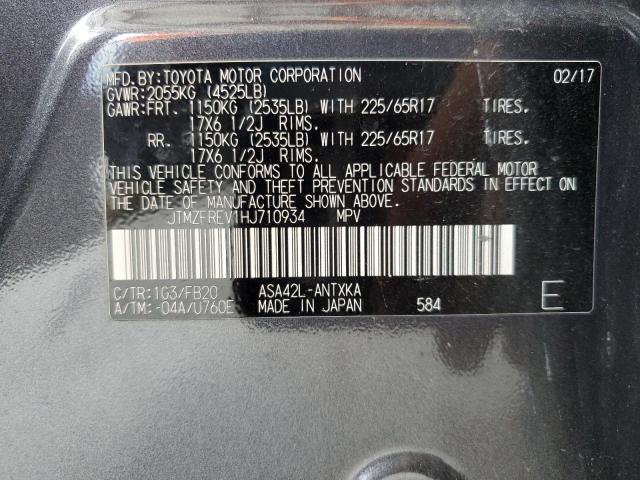 MFD.BY:TOYOTA MOTOR CORPORATION 02/17
GVWR:2055KG (4525LB)
GAWR:FRT. 1150KG (2535LB) WITH 225/65R17 TIRES.
17X6 1/2J RIMS.
RR. 1150KG (2535LB) WITH 225/65R17 TIRES.
17X6 1/2J RIMS.
THIS VEHICLE CONFORMS TO ALL APPLICABLE FEDERAL MOTOR
VEHICLE SAFETY AND THEFT PREVENTION STANDARDS IN EFFECT ON
THE DATE OF MANUFACTURE SHOWN ABOVE.
JTMZFREV1HJ710934 MPV
C/TR:1G3/FB20 ASA42L-ANTXKA
A/TM:-04A/U760E MADE IN JAPAN 584 E